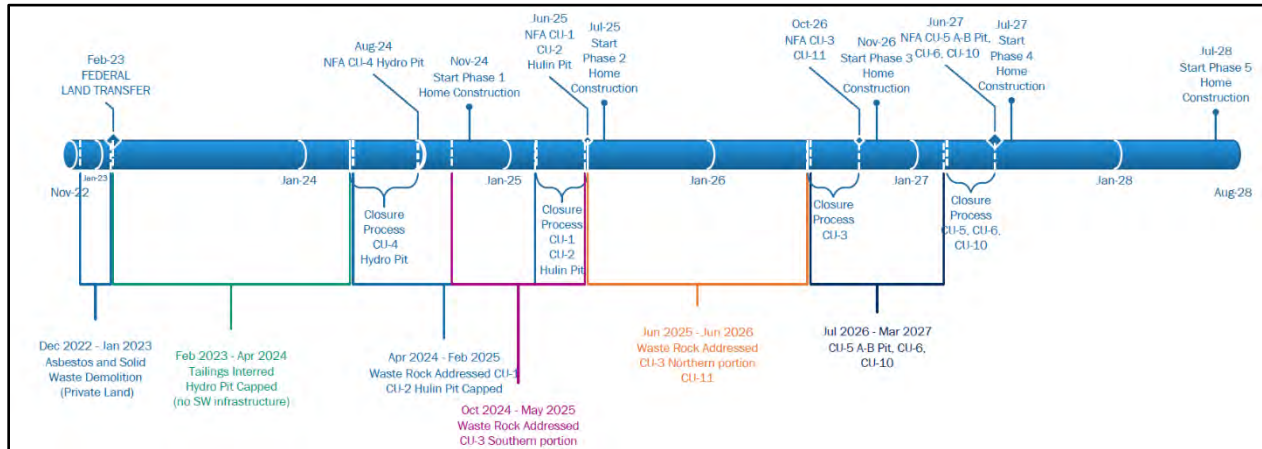 Feb-23
FEDERAL
LAND TRANSFER
Aug-24
NFA CU-4 Hydro Pit
Nov-24
Start Phase 1
Home Construction
Jun-25
NFA CU-1
CU-2
Hulin Pit
Jul-25
Start
Phase 2
Home
Construction
Oct-26
NFA CU-3
CU-11
Nov-26
Start Phase 3
Home
Construction
Jun-27
NFA CU-5 A-B Pit,
CU-6, CU-10
Jul-27
Start
Phase 4
Home
Construction
Jul-28
Start Phase 5
Home
Construction
Nov-22
Jan-23
Jan-24
Jan-25
Jan-26
Jan-27
Jan-28
Aug-28
Closure
Process
CU-4
Hydro Pit
Closure
Process
CU-1
CU-2
Hulin Pit
Closure
Process
CU-3
Closure
Process
CU-5, CU-6,
CU-10
Dec 2022 - Jan 2023
Asbestos and Solid
Waste Demolition
(Private Land)
Feb 2023 - Apr 2024
Tailings Interred
Hydro Pit Capped
(no SW infrastructure)
Apr 2024 - Feb 2025
Waste Rock Addressed CU-1
CU-2 Hulin Pit Capped
Oct 2024 - May 2025
Waste Rock Addressed
CU-3 Southern portion
Jun 2025 - Jun 2026
Waste Rock Addressed
CU-3 Northern portion
CU-11
Jul 2026 - Mar 2027
CU-5 A-B Pit, CU-6,
CU-10